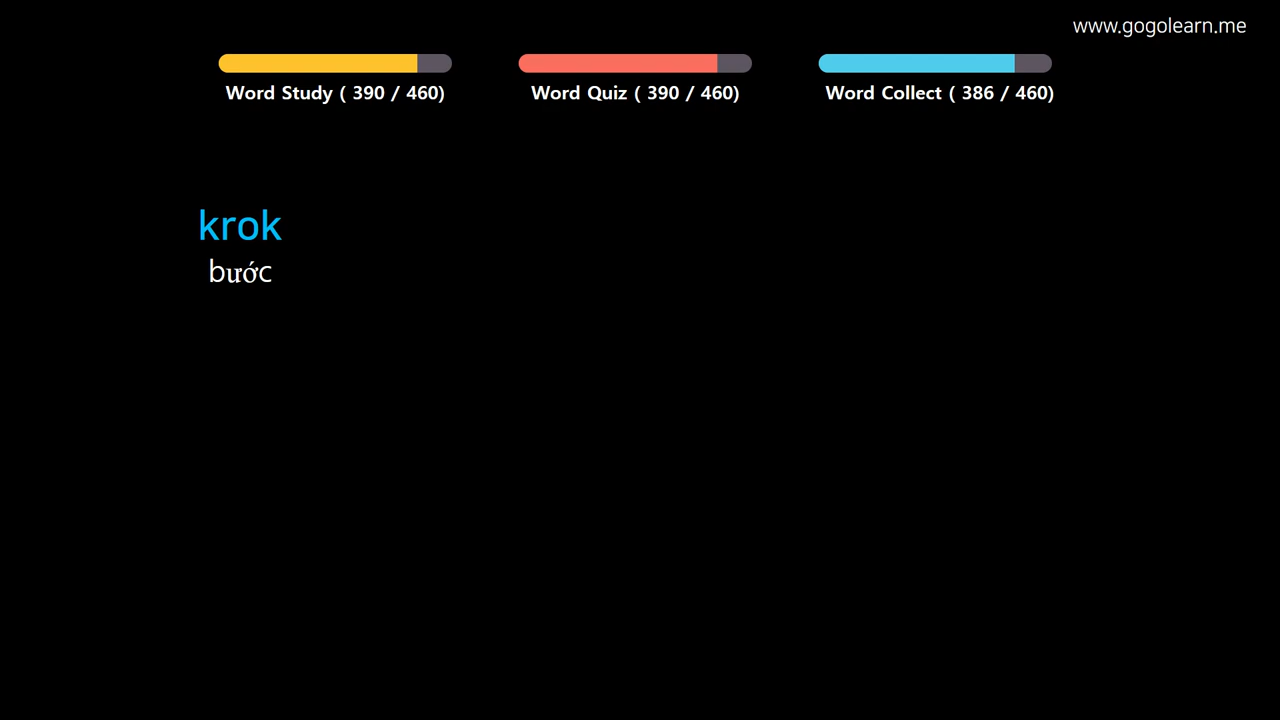 www.gogolearn.me
Word Study ( 390 / 460)
Word Quiz ( 390 / 460)
Word Collect ( 386 / 460)
krok
bước